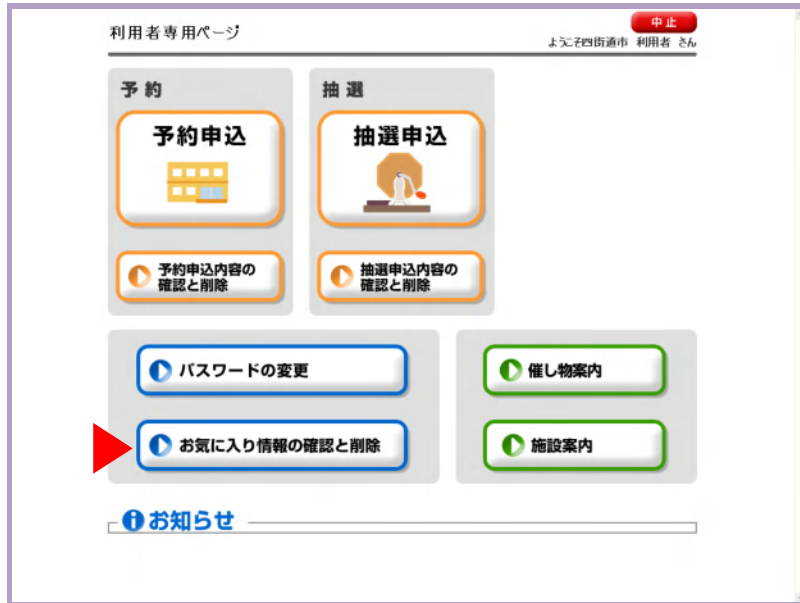 利用者専用ページ
中止
ようこそ四街道市 利用者 さん
予約
抽選
予約申込
抽選申込
予約申込内容の
確認と削除
抽選申込内容の
確認と削除
パスワードの変更
催し物案内
お気に入り情報の確認と削除
施設案内
お知らせ